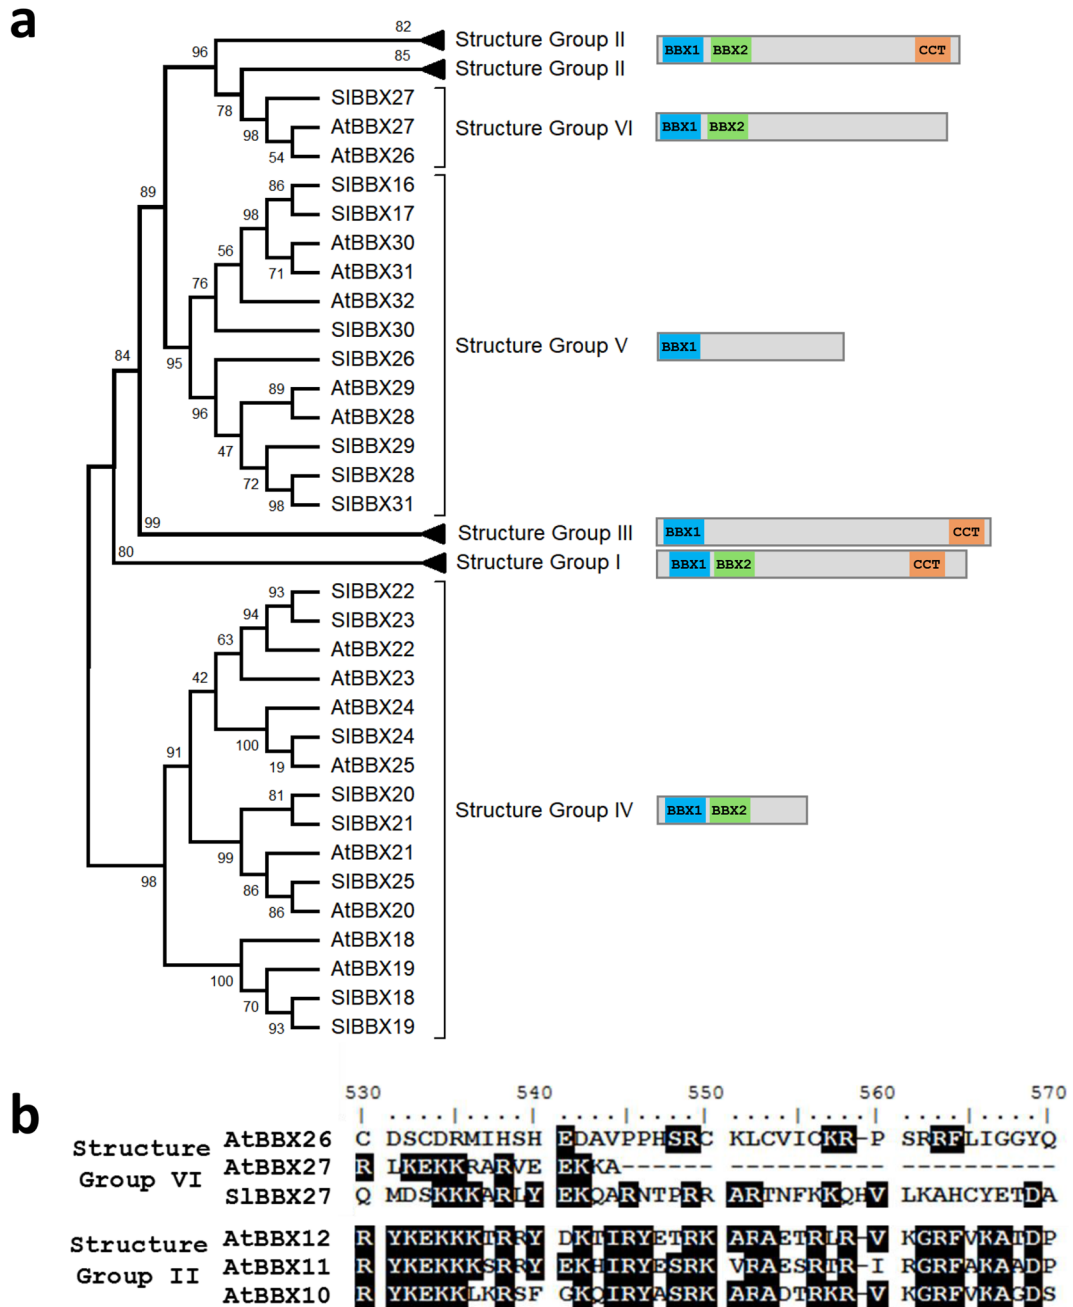 a
82
Structure Group II BBX1 BBX2 CCT
96
85
Structure Group II
78
SlBBX27
98
AtBBX27
Structure Group VI BBX1 BBX2
54
AtBBX26
86
SlBBX16
89
98
SlBBX17
AtBBX30
56
71
AtBBX31
76
AtBBX32
SlBBX30
84
95
Structure Group V BBX1
SlBBX26
89
AtBBX29
96
AtBBX28
47
SlBBX29
72
SlBBX28
98
SlBBX31
99
Structure Group III BBX1 CCT
80
Structure Group I BBX1 BBX2 CCT
93
SlBBX22
94
SlBBX23
63
AtBBX22
42
AtBBX23
AtBBX24
100
SlBBX24
91
19
AtBBX25
81
SlBBX20
Structure Group IV BBX1 BBX2
SlBBX21
99
AtBBX21
98
86
SlBBX25
86
AtBBX20
AtBBX18
100
AtBBX19
70
SlBBX18
93
SlBBX19
b
530 540 550 560 570
Structure Group VI
AtBBX26 C DSCDRMIHSH EDAVPPHSRC KLCVICKR-P SRRFLIGGYQ
AtBBX27 R LKEKKRARVE EKKA------ ---------- ----------
SlBBX27 Q MDSKKKARLY EKQARNTPRR ARTNFKKQHV LKAHCYETDA
Structure Group II
AtBBX12 R YKEKKKTRRY DKTIRYETRK ARAETRLR-V KGRFVKATDP
AtBBX11 R YKEKKKSRRY EKHIRYESRK VRAESRTR-I RGRFAKAADP
AtBBX10 R YKEKKLKRSF GKQIRYASRK ARADTRKR-V KGRFVKAGDS